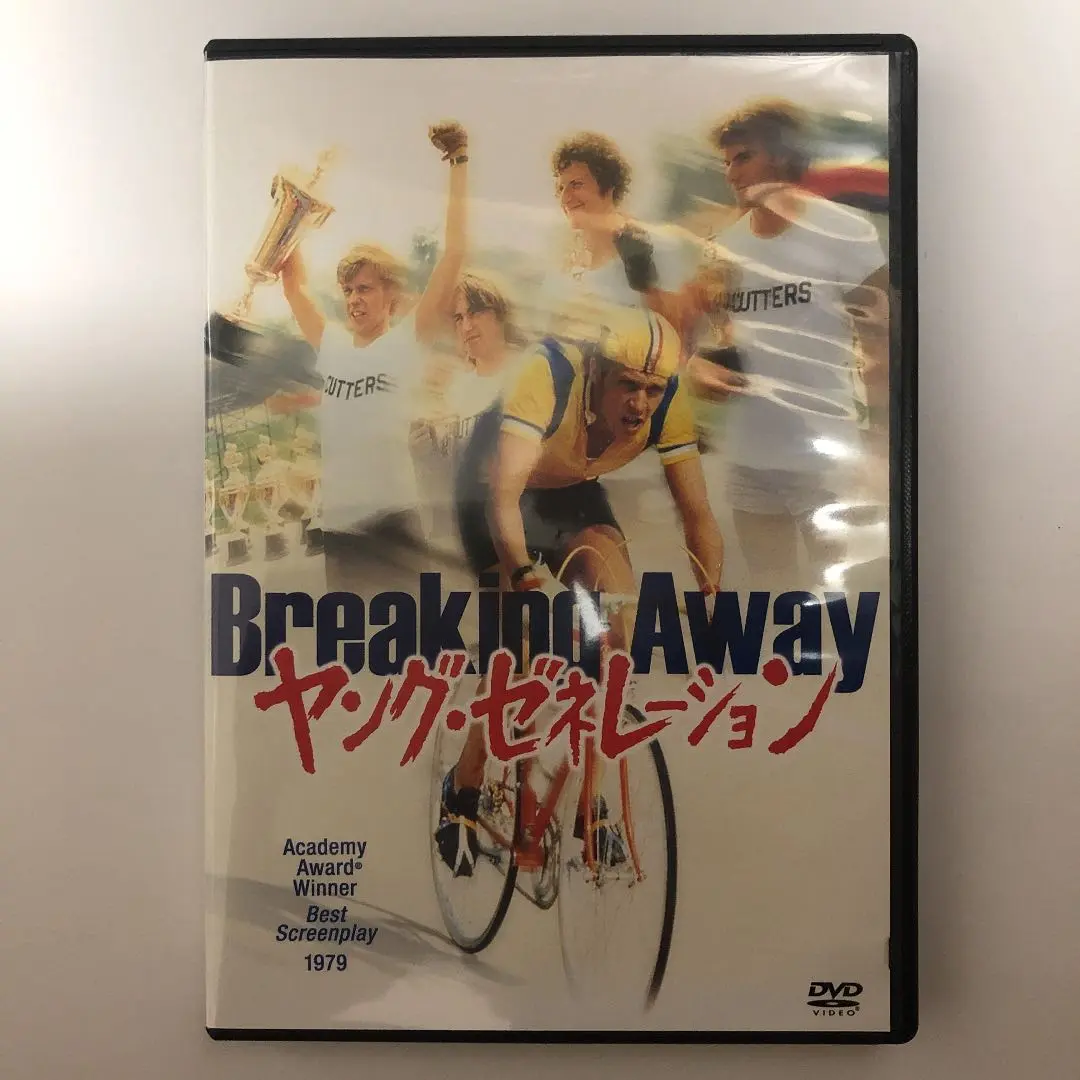 CUTTERS
CUTTERS
Breaking Away
ヤング・ゼネレーション
Academy
Award®
Winner
Best
Screenplay
1979
DVD
VIDEO